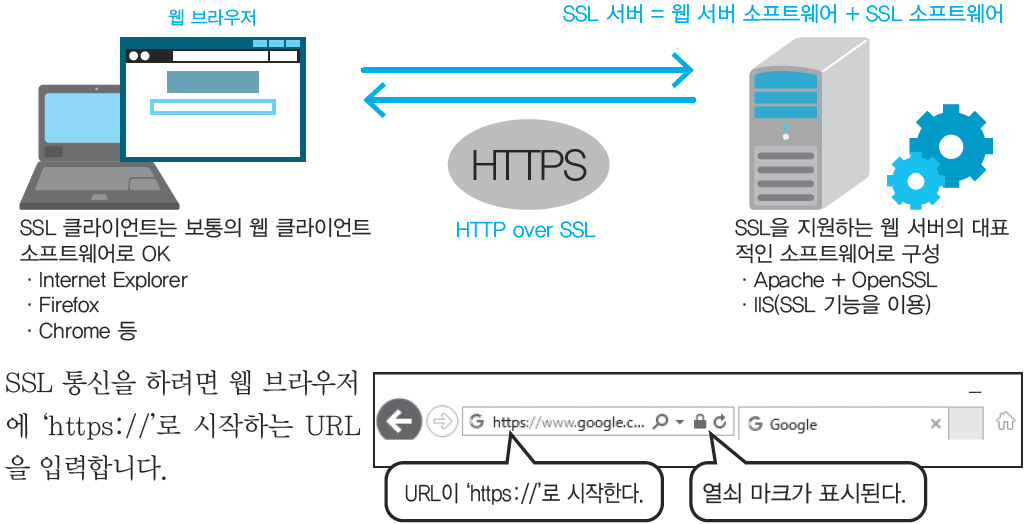 웹 브라우저
SSL 서버 = 웹 서버 소프트웨어 + SSL 소프트웨어
HTTPS
HTTP over SSL
SSL 클라이언트는 보통의 웹 클라이언트
소프트웨어로 OK
· Internet Explorer
· Firefox
· Chrome 등
SSL을 지원하는 웹 서버의 대표
적인 소프트웨어로 구성
· Apache + OpenSSL
· IIS(SSL 기능을 이용)
SSL 통신을 하려면 웹 브라우저
에 ‘https://’로 시작하는 URL
을 입력합니다.
G https://www.google.c...
G Google
URL이 ‘https://’로 시작한다.
열쇠 마크가 표시된다.